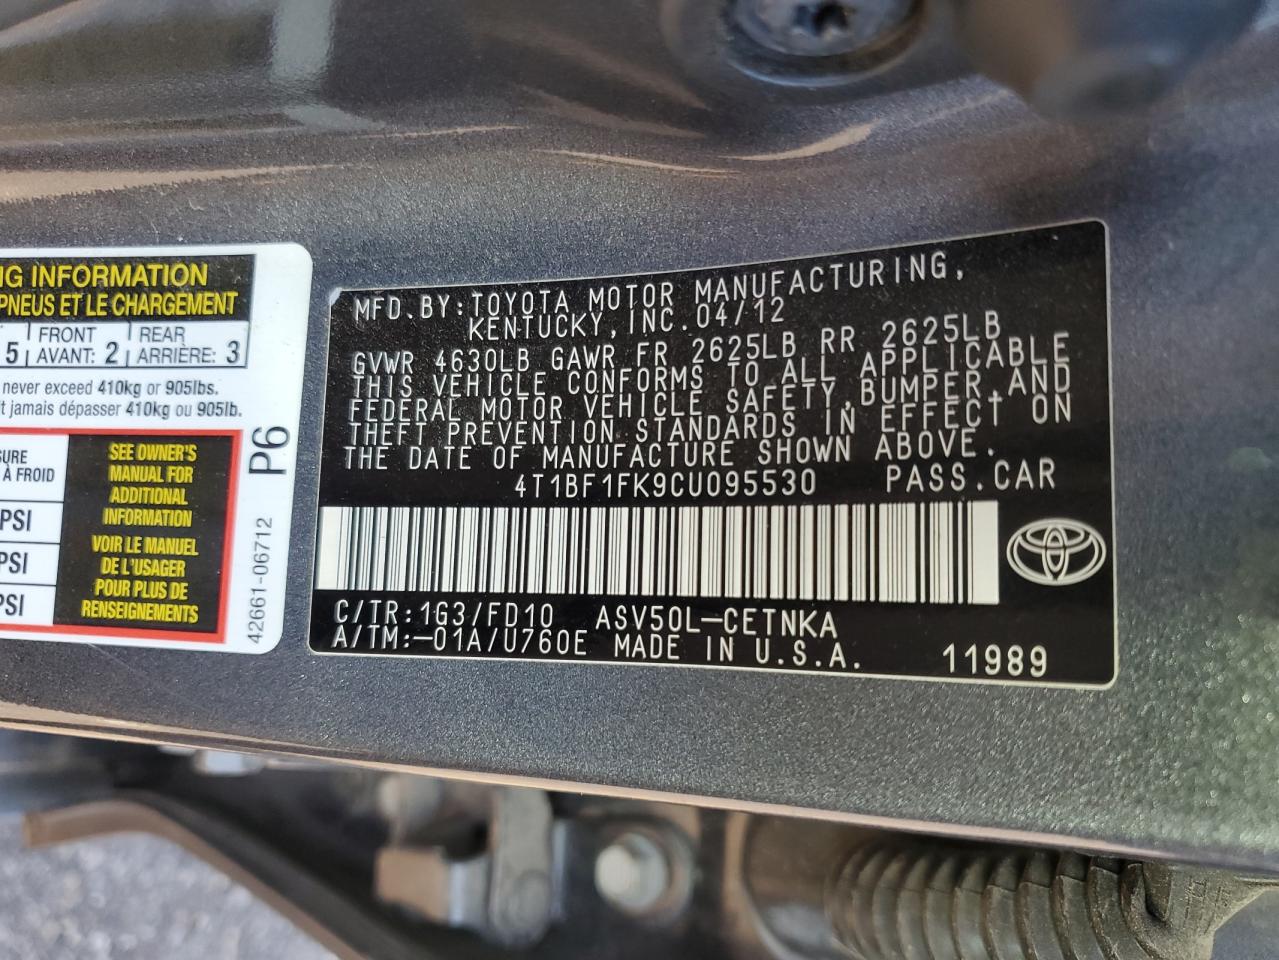 NG INFORMATION
PNEUS ET LE CHARGEMENT
5 FRONT AVANT: 2 REAR ARRIÈRE: 3
never exceed 410kg or 905lbs.
it jamais dépasser 410kg ou 905lb.
À FROID
PSI
PSI
PSI
SEE OWNER'S
MANUAL FOR
ADDITIONAL
INFORMATION
VOIR LE MANUEL
DE L'USAGER
POUR PLUS DE
RENSEIGNEMENTS
P6
42661-06712
MFD.BY:TOYOTA MOTOR MANUFACTURING,
KENTUCKY,INC.04/12
GVWR 4630LB GAWR FR 2625LB RR 2625LB
THIS VEHICLE CONFORMS TO ALL APPLICABLE
FEDERAL MOTOR VEHICLE SAFETY,BUMPER,AND
THEFT PREVENTION STANDARDS IN EFFECT ON
THE DATE OF MANUFACTURE SHOWN ABOVE.
4T1BF1FK9CU095530 PASS.CAR
C/TR:1G3/FD10 ASV50L-CETNKA
A/TM:-01A/U760E MADE IN U.S.A. 11989